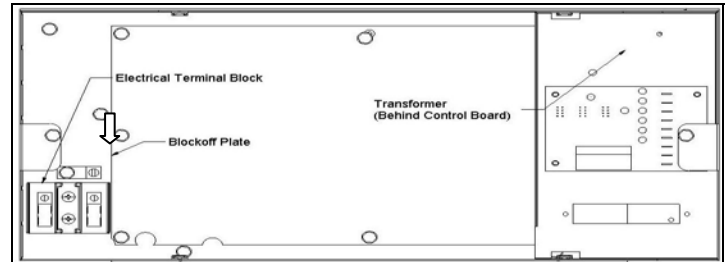 Electrical Terminal Block
Transformer
(Behind Control Board)
Blockoff Plate